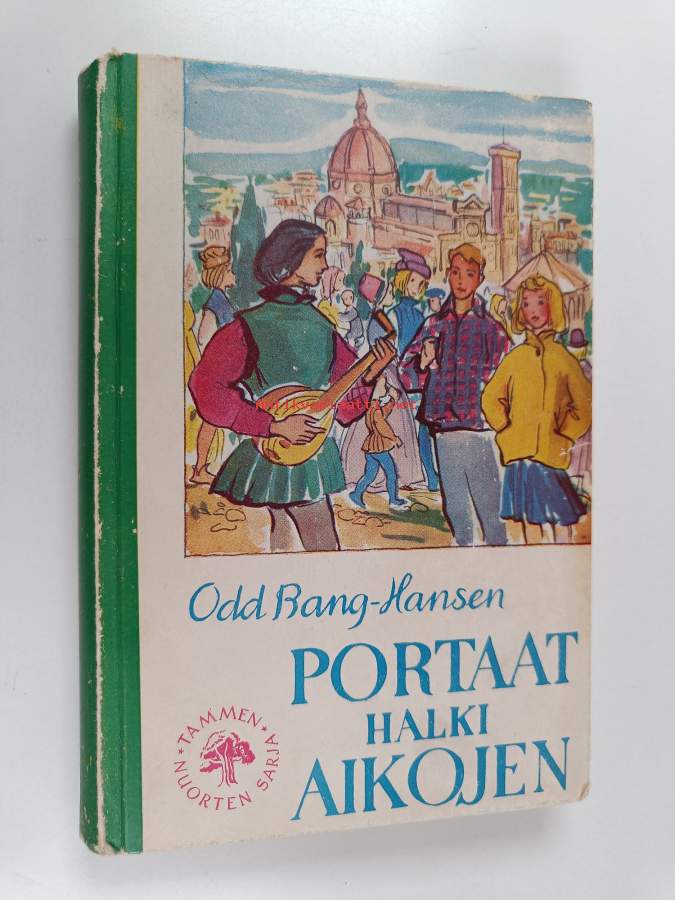 Odd Bang-Hansen
PORTAAT
HALKI
AIKOJEN
*TAMMEN*
NUORTEN SARJA